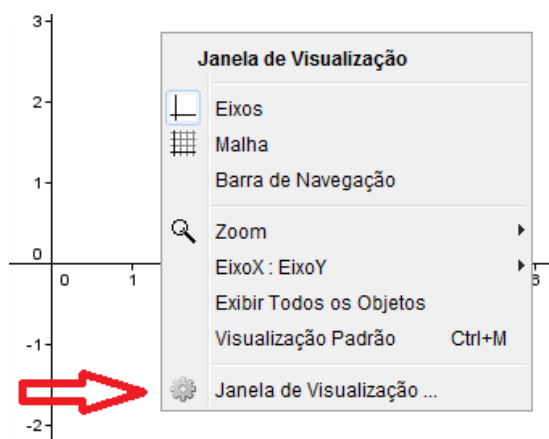 3
Janela de Visualização
2
Eixos
Malha
1
Barra de Navegação
Zoom
0
EixoX : EixoY
0 1
Exibir Todos os Objetos
-1
Visualização Padrão Ctrl+M
Janela de Visualização ...
-2